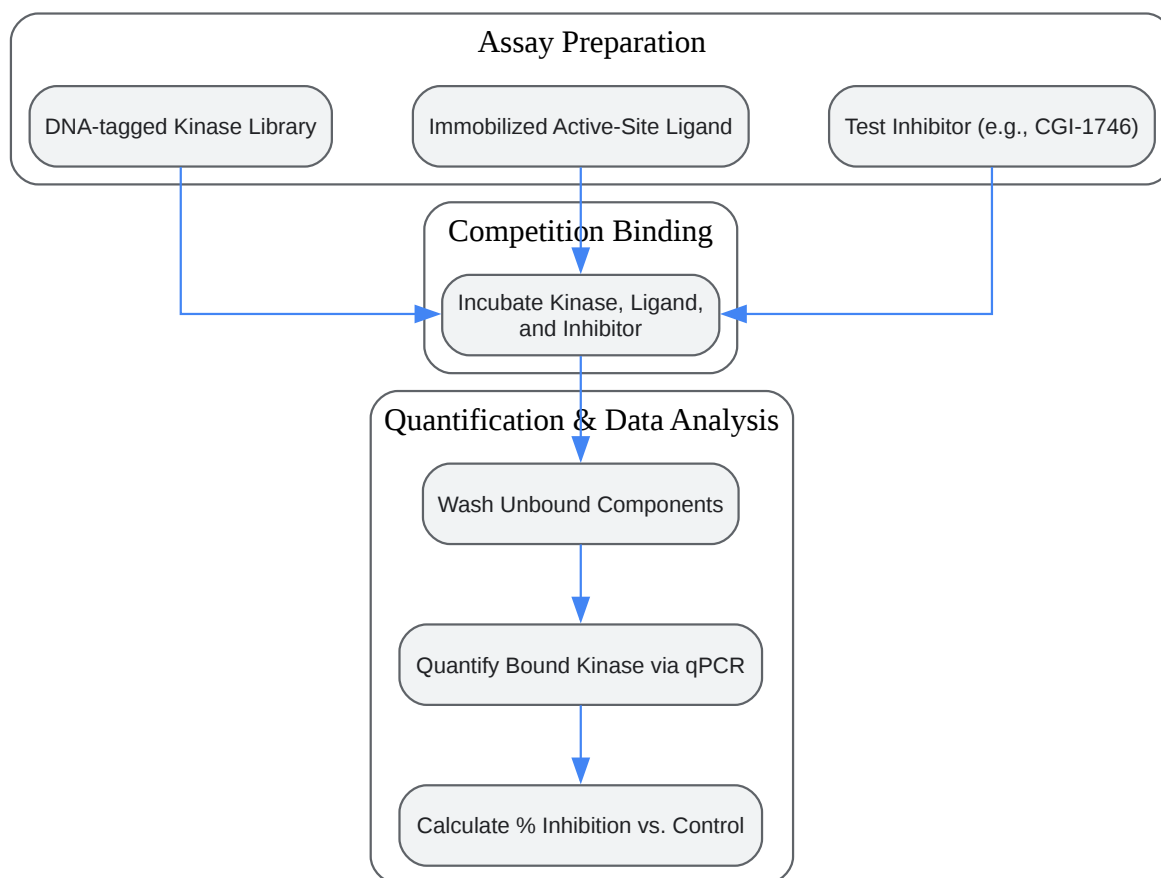 Assay Preparation
DNA-tagged Kinase Library
Immobilized Active-Site Ligand
Test Inhibitor (e.g., CGI-1746)
Competition Binding
Incubate Kinase, Ligand,
and Inhibitor
Quantification & Data Analysis
Wash Unbound Components
Quantify Bound Kinase via qPCR
Calculate % Inhibition vs. Control